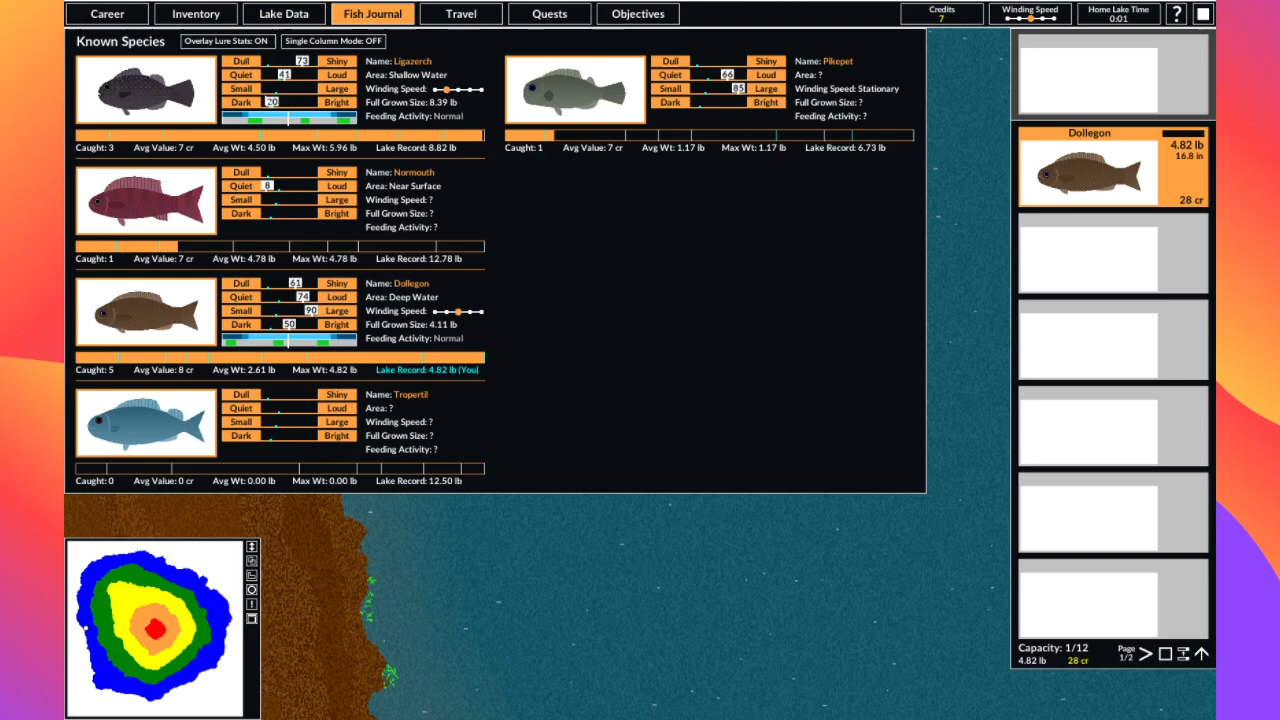 Career Inventory Lake Data Fish Journal Travel Quests Objectives Credits 7 Winding Speed Home Lake Time 0:01 ?
Known Species Overlay Lure Stats: ON Single Column Mode: OFF
Dull 73 Shiny Name: Ligazerch
Quiet 41 Loud Area: Shallow Water
Small Large Winding Speed:
Dark 20 Bright Full Grown Size: 8.39 lb
Feeding Activity: Normal
Caught: 3 Avg Value: 7 cr Avg Wt: 4.50 lb Max Wt: 5.96 lb Lake Record: 8.82 lb
Dull Shiny Name: Normouth
Quiet 8 Loud Area: Near Surface
Small Large Winding Speed: ?
Dark Bright Full Grown Size: ?
Feeding Activity: ?
Caught: 1 Avg Value: 7 cr Avg Wt: 4.78 lb Max Wt: 4.78 lb Lake Record: 12.78 lb
Dull 61 Shiny Name: Dollegon
Quiet 74 Loud Area: Deep Water
Small 90 Large Winding Speed:
Dark 50 Bright Full Grown Size: 4.11 lb
Feeding Activity: Normal
Caught: 5 Avg Value: 8 cr Avg Wt: 2.61 lb Max Wt: 4.82 lb Lake Record: 4.82 lb (You)
Dull Shiny Name: Tropertil
Quiet Loud Area: ?
Small Large Winding Speed: ?
Dark Bright Full Grown Size: ?
Feeding Activity: ?
Caught: 0 Avg Value: 0 cr Avg Wt: 0.00 lb Max Wt: 0.00 lb Lake Record: 12.50 lb
Dull Shiny Name: Pikepet
Quiet 66 Loud Area: ?
Small 85 Large Winding Speed: Stationary
Dark Bright Full Grown Size: ?
Feeding Activity: ?
Caught: 1 Avg Value: 7 cr Avg Wt: 1.17 lb Max Wt: 1.17 lb Lake Record: 6.73 lb
Dollegon
4.82 lb
16.8 in
28 cr
Capacity: 1/12
4.82 lb 28 cr
Page
1/2